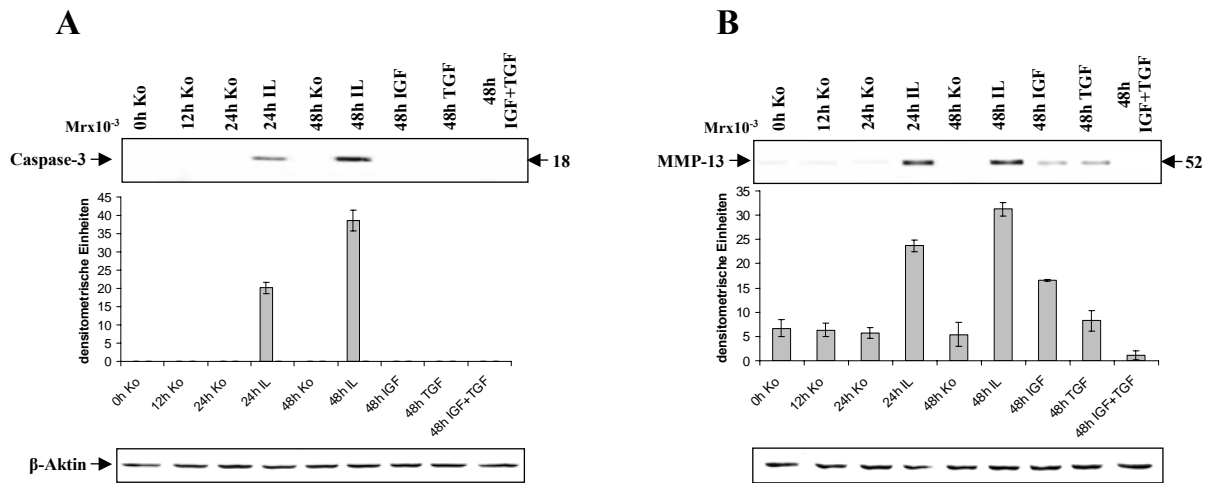 A
0h Ko
12h Ko
24h Ko
24h IL
48h Ko
48h IL
48h IGF
48h TGF
48h
IGF+TGF
Mrx10-3
Caspase-3
18
densitometrische Einheiten
45
40
35
30
25
20
15
10
5
0
0h Ko
12h Ko
24h Ko
24h IL
48h Ko
48h IL
48h IGF
48h TGF
48h IGF+TGF
β-Aktin
B
0h Ko
12h Ko
24h Ko
24h IL
48h Ko
48h IL
48h IGF
48h TGF
48h
IGF+TGF
Mrx10-3
MMP-13
52
densitometrische Einheiten
35
30
25
20
15
10
5
0
0h Ko
12h Ko
24h Ko
24h IL
48h Ko
48h IL
48h IGF
48h TGF
48h IGF+TGF